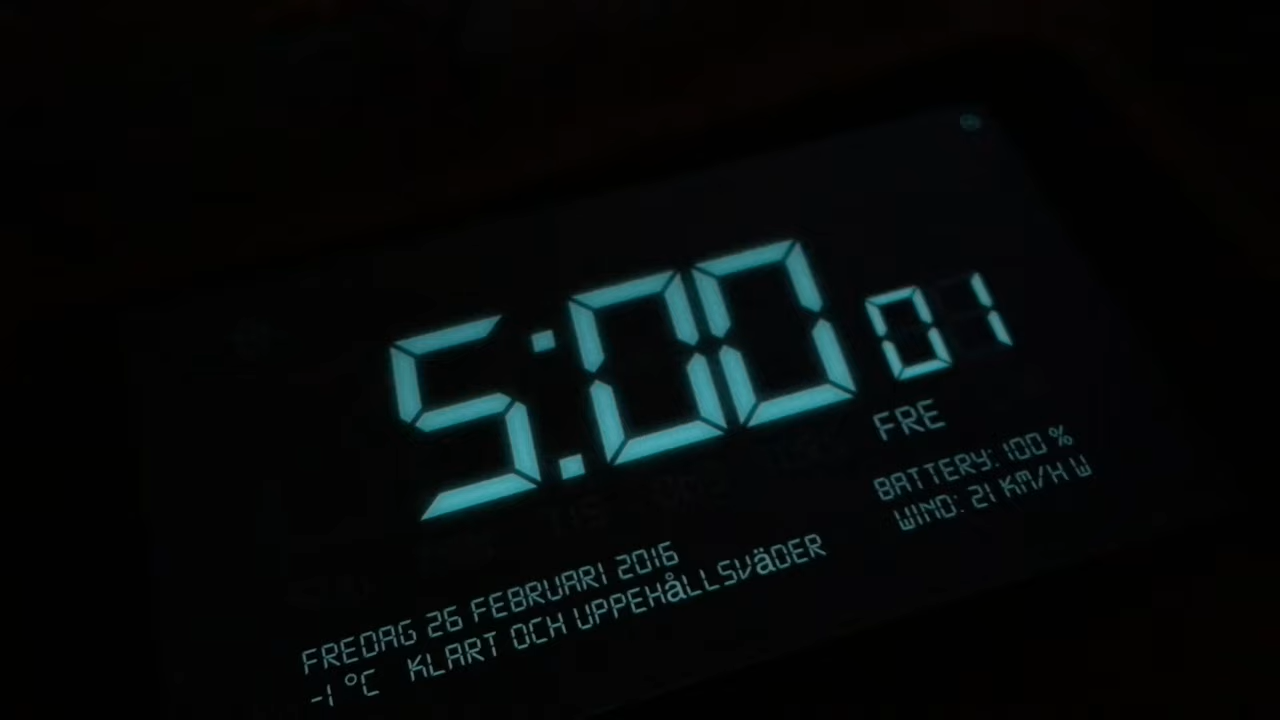 5:00 01
FRE
BATTERY: 100 %
WIND: 21 KM/H W
FREDAG 26 FEBRUARI 2016
-1 °C KLART OCH UPPEHåLLSVäDER